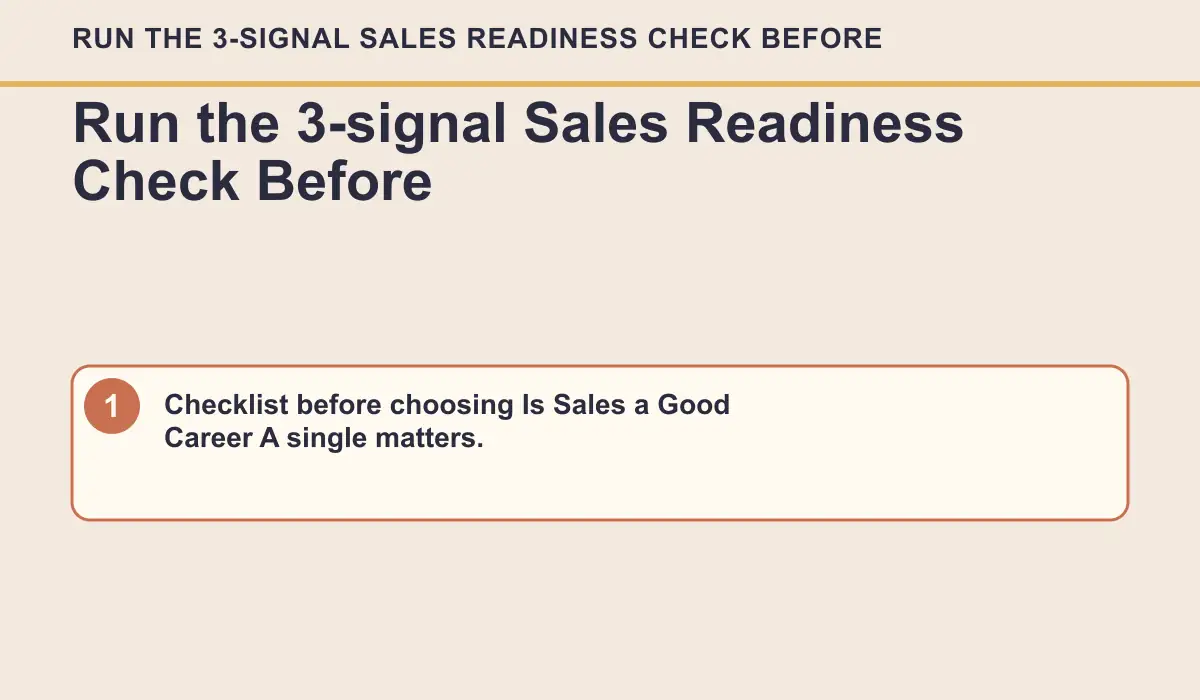 RUN THE 3-SIGNAL SALES READINESS CHECK BEFORE
Run the 3-signal Sales Readiness
Check Before
1
Checklist before choosing Is Sales a Good
Career A single matters.